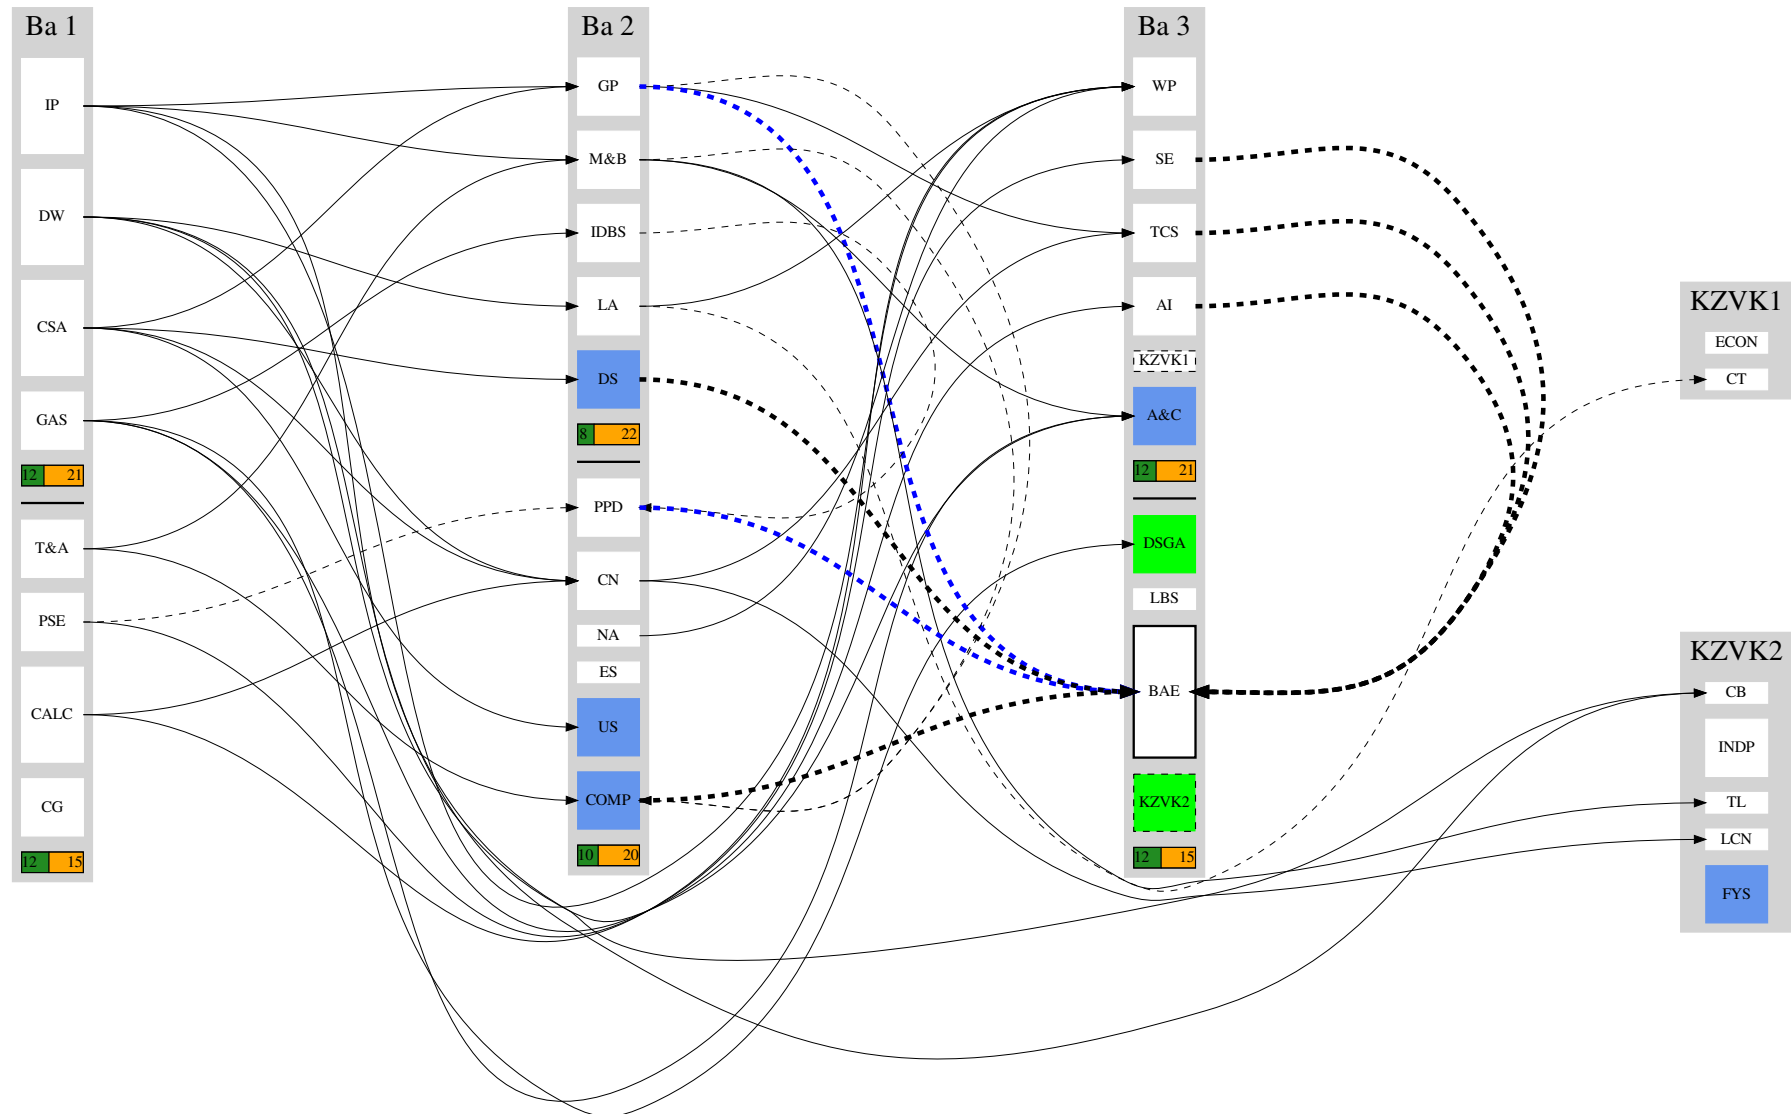 Ba 1
IP
DW
CSA
GAS
12 21
T&A
PSE
CALC
CG
12 15
Ba 2
GP
M&B
IDBS
LA
DS
8 22
PPD
CN
NA
ES
US
COMP
10 20
Ba 3
WP
SE
TCS
AI
KZVK1
A&C
12 21
DSGA
LBS
BAE
KZVK2
12 15
KZVK1
ECON
CT
KZVK2
CB
INDP
TL
LCN
FYS